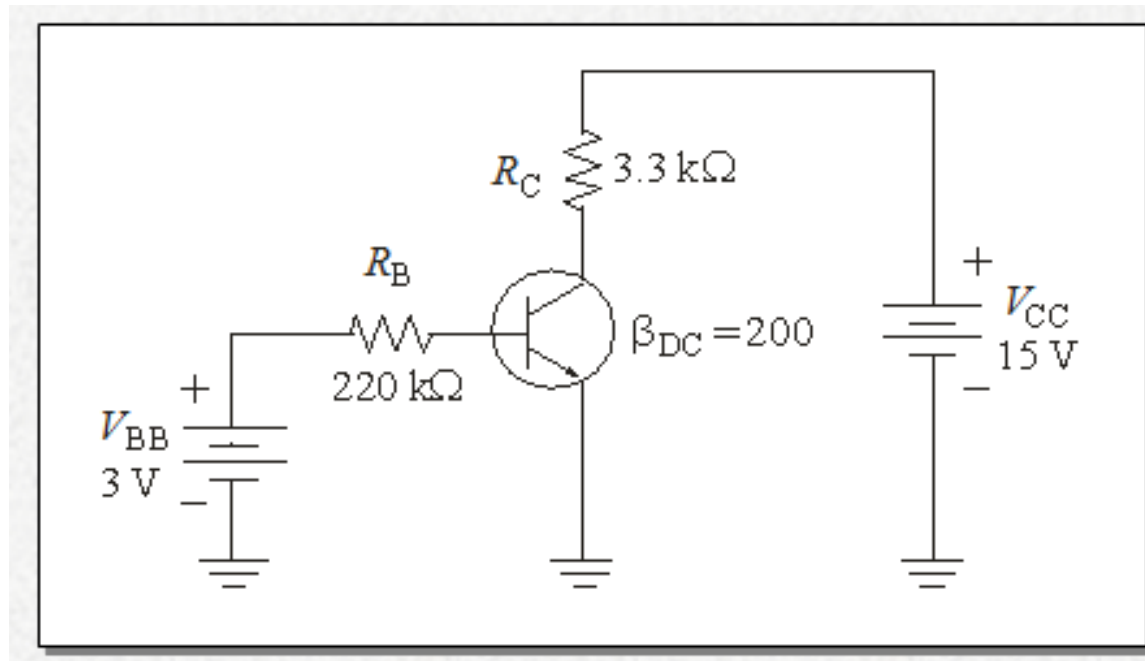 R_C 3.3 kΩ
R_B
220 kΩ
β_DC = 200
+
V_CC
15 V
−
+
V_BB
3 V
−